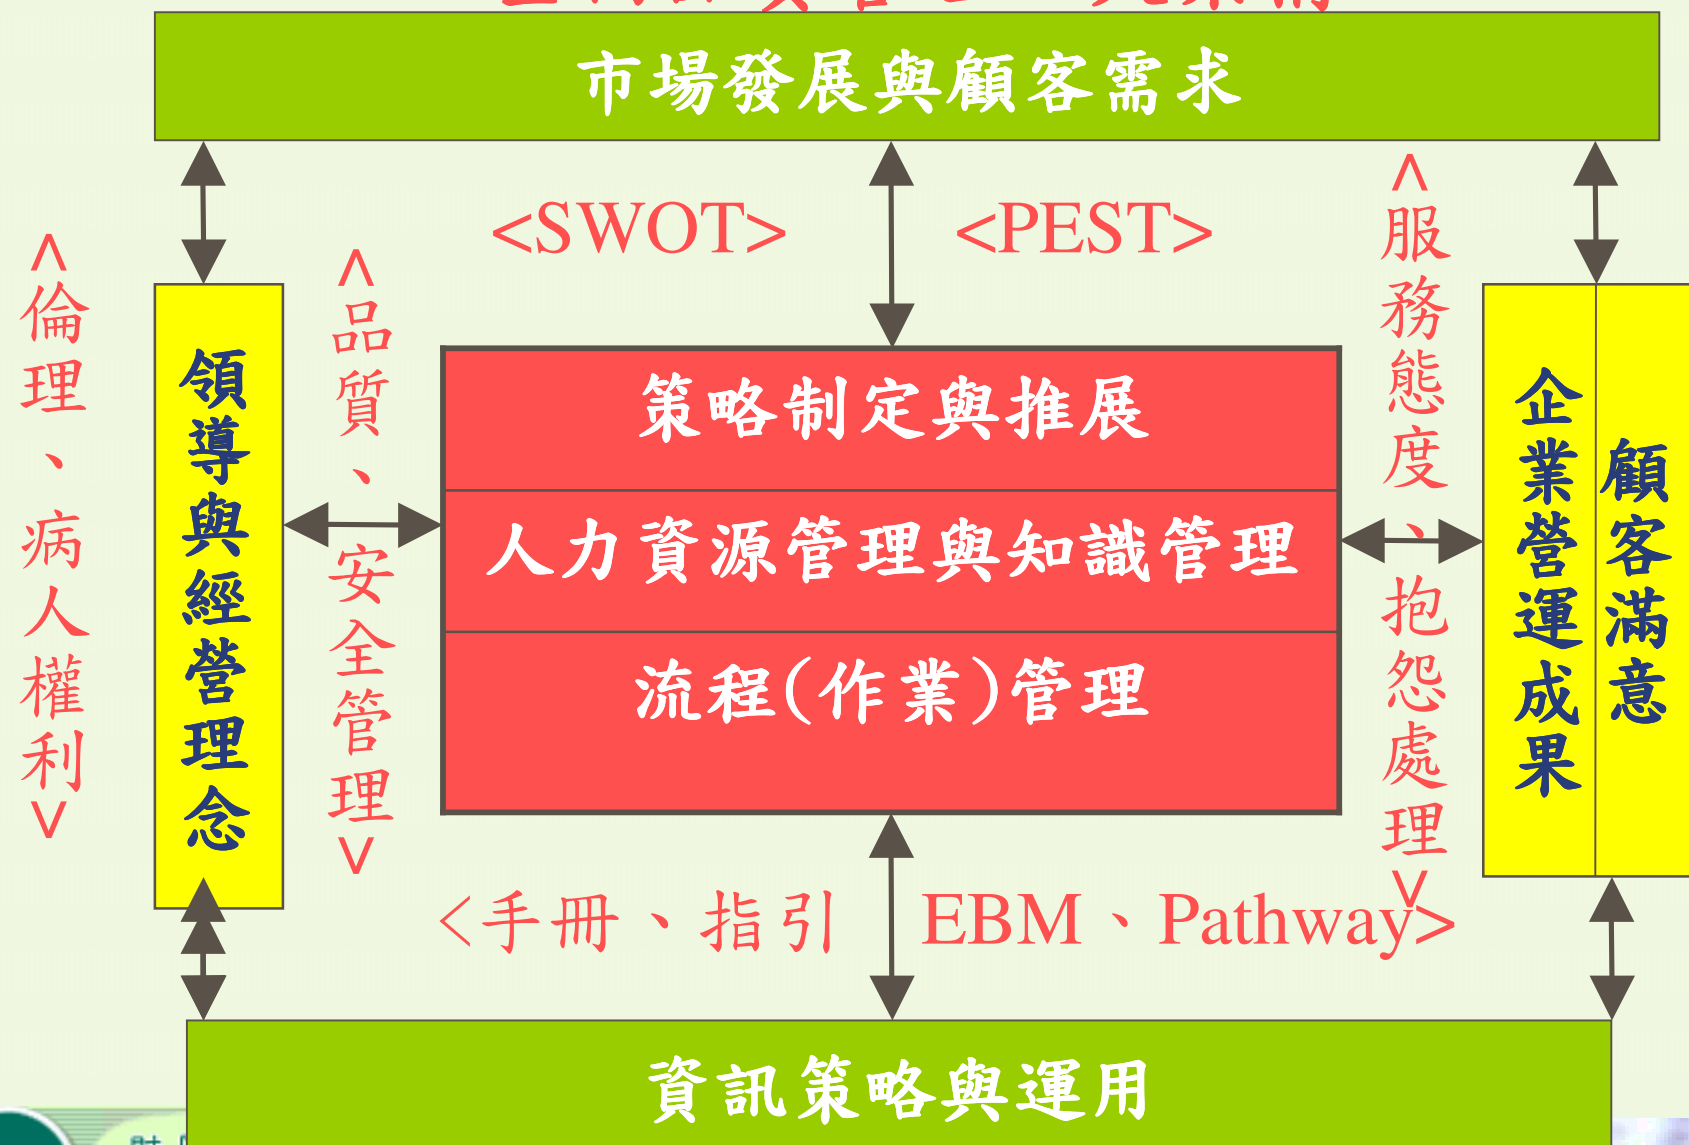 市場發展與顧客需求
<SWOT>
<PEST>
<倫理、病人權利>
領導與經營理念
<品質、安全管理>
策略制定與推展
人力資源管理與知識管理
流程(作業)管理
<服務態度、抱怨處理>
企業營運成果
顧客滿意
<手冊、指引
EBM、Pathway>
資訊策略與運用